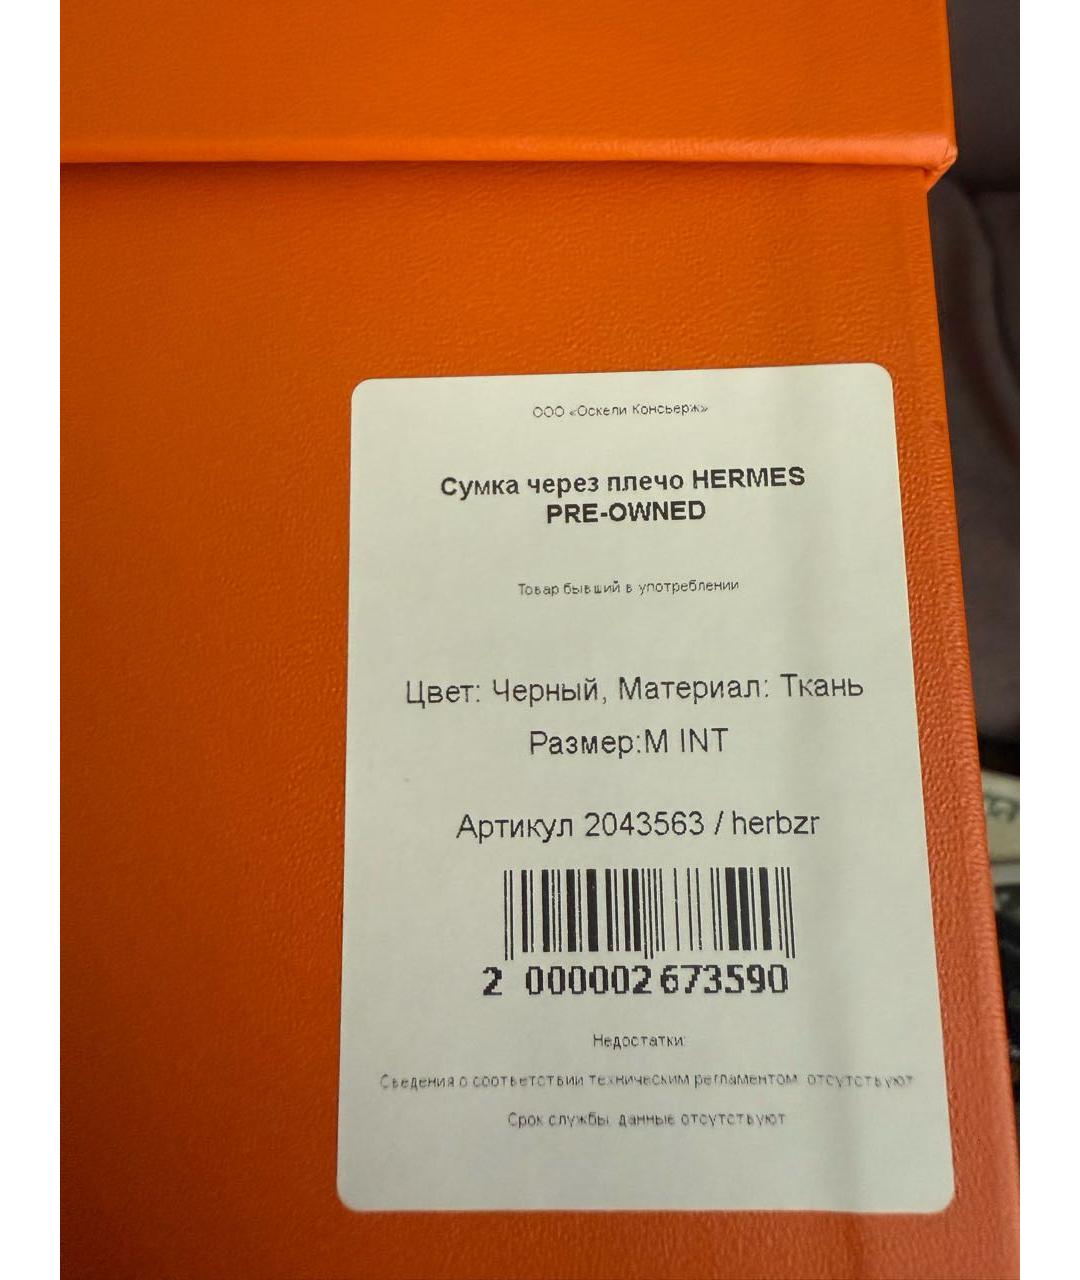 ООО «Оскели Консьерж»
Сумка через плечо HERMES
PRE-OWNED
Товар бывший в употреблении
Цвет: Черный, Материал: Ткань
Размер:M INT
Артикул 2043563 / herbzr
2 000002 673590
Недостатки:
Сведения о соответствии техническим регламентом: отсутствуют
Срок службы: данные отсутствуют